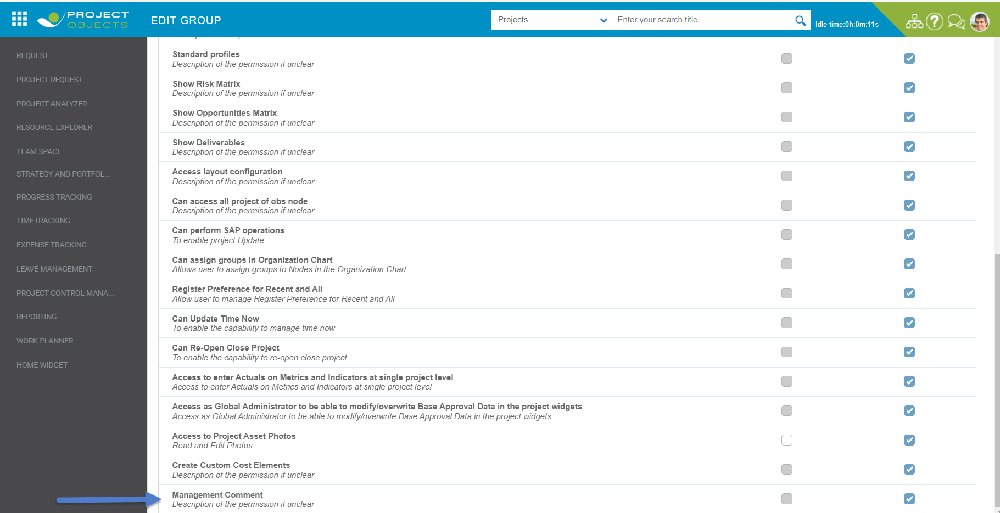 PROJECT
OBJECTS
EDIT GROUP
Projects
Enter your search title...
Idle time:0h:0m:11s
REQUEST
PROJECT REQUEST
PROJECT ANALYZER
RESOURCE EXPLORER
TEAM SPACE
STRATEGY AND PORTFOL...
PROGRESS TRACKING
TIMETRACKING
EXPENSE TRACKING
LEAVE MANAGEMENT
PROJECT CONTROL MANA...
REPORTING
WORK PLANNER
HOME WIDGET
Description of the permission if unclear
Standard profiles
Description of the permission if unclear
Show Risk Matrix
Description of the permission if unclear
Show Opportunities Matrix
Description of the permission if unclear
Show Deliverables
Description of the permission if unclear
Access layout configuration
Description of the permission if unclear
Can access all project of obs node
Description of the permission if unclear
Can perform SAP operations
To enable project Update
Can assign groups in Organization Chart
Allows user to assign groups to Nodes in the Organization Chart
Register Preference for Recent and All
Allow user to manage Register Preference for Recent and All
Can Update Time Now
To enable the capability to manage time now
Can Re-Open Close Project
To enable the capability to re-open close project
Access to enter Actuals on Metrics and Indicators at single project level
Access to enter Actuals on Metrics and Indicators at single project level
Access as Global Administrator to be able to modify/overwrite Base Approval Data in the project widgets
Access as Global Administrator to be able to modify/overwrite Base Approval Data in the project widgets
Access to Project Asset Photos
Read and Edit Photos
Create Custom Cost Elements
Description of the permission if unclear
Management Comment
Description of the permission if unclear